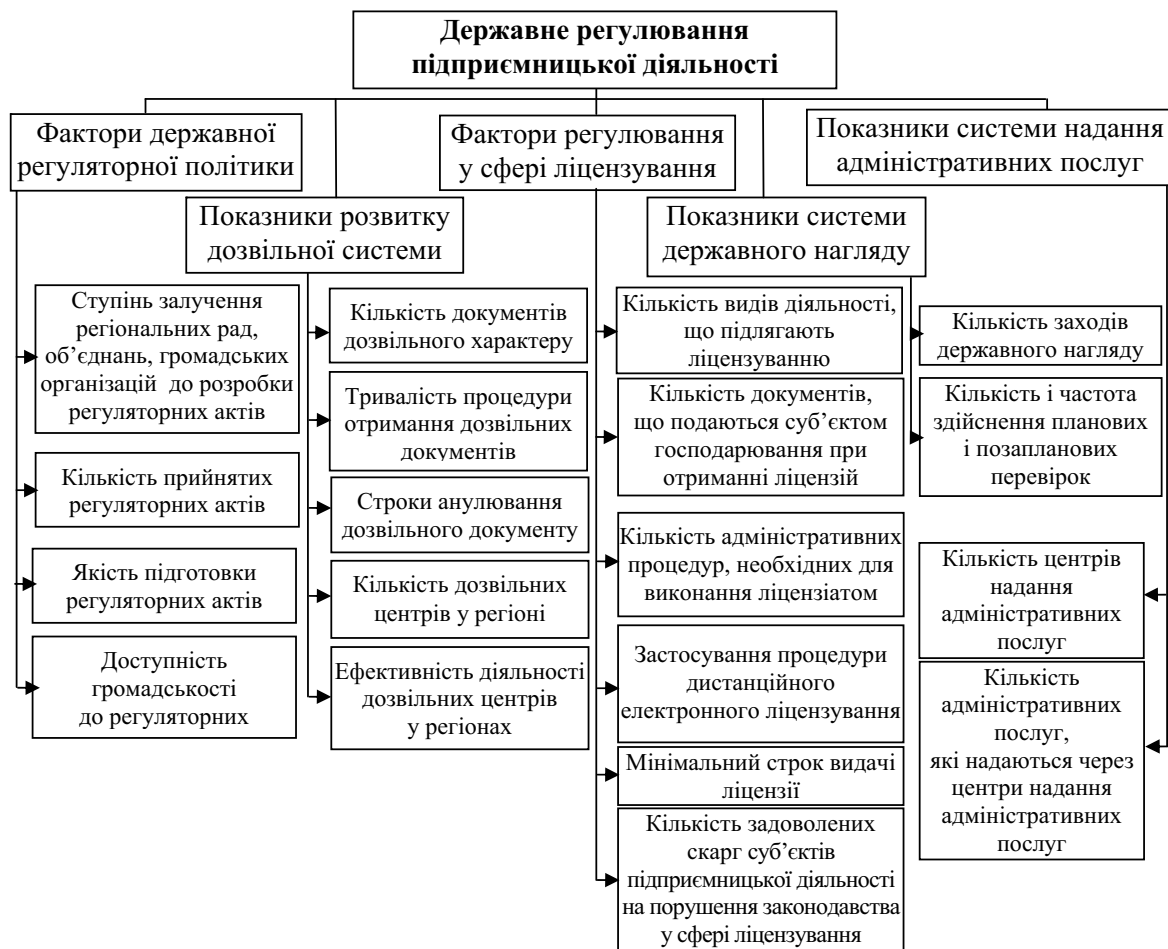 Державне регулювання
підприємницької діяльності
Фактори державної
регуляторної політики
Фактори регулювання
у сфері ліцензування
Показники системи надання
адміністративних послуг
Показники розвитку
дозвільної системи
Показники системи
державного нагляду
Ступінь залучення
регіональних рад,
об’єднань, громадських
організацій до розробки
регуляторних актів
Кількість прийнятих
регуляторних актів
Якість підготовки
регуляторних актів
Доступність
громадськості
до регуляторних
Кількість документів
дозвільного характеру
Тривалість процедури
отримання дозвільних
документів
Строки анулювання
дозвільного документу
Кількість дозвільних
центрів у регіоні
Ефективність діяльності
дозвільних центрів
у регіонах
Кількість видів діяльності,
що підлягають
ліцензуванню
Кількість документів,
що подаються суб’єктом
господарювання при
отриманні ліцензій
Кількість адміністративних
процедур, необхідних для
виконання ліцензіатом
Застосування процедури
дистанційного
електронного ліцензування
Мінімальний строк видачі
ліцензії
Кількість задоволених
скарг суб’єктів
підприємницької діяльності
на порушення законодавства
у сфері ліцензування
Кількість заходів
державного нагляду
Кількість і частота
здійснення планових
і позапланових
перевірок
Кількість центрів
надання
адміністративних
послуг
Кількість
адміністративних
послуг,
які надаються через
центри надання
адміністративних
послуг